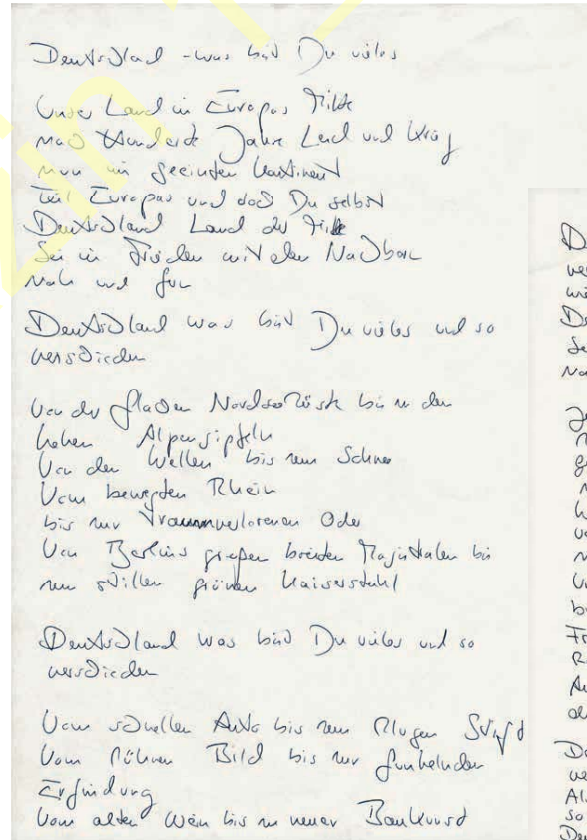 Deutschland - was bist Du vieles
Unser Land in Europas Mitte
nach Hunderte Jahre Leid und Krieg
nun im geeinten Kontinent
Teil Europas und doch Du selbst
Deutschland Land der Mitte
Sei in Frieden mit den Nachbarn
Nah und fern
Deutschland was bist Du vieles und so
verschieden
Von der flachen Nordseeküste bis zu den
hohen Alpengipfeln
Von den Wellen bis zum Schnee
Vom bewegten Rhein
bis zur traumverlorenen Oder
Von Berlins großen breiten Magistralen bis
zum stillen grünen Kaiserstuhl
Deutschland was bist Du vieles und so
verschieden
Vom schnellen Auto bis zum klugen Stift
Vom kühnen Bild bis zur funkelnden
Erfindung
Vom alten Wein bis zu neuer Baukunst